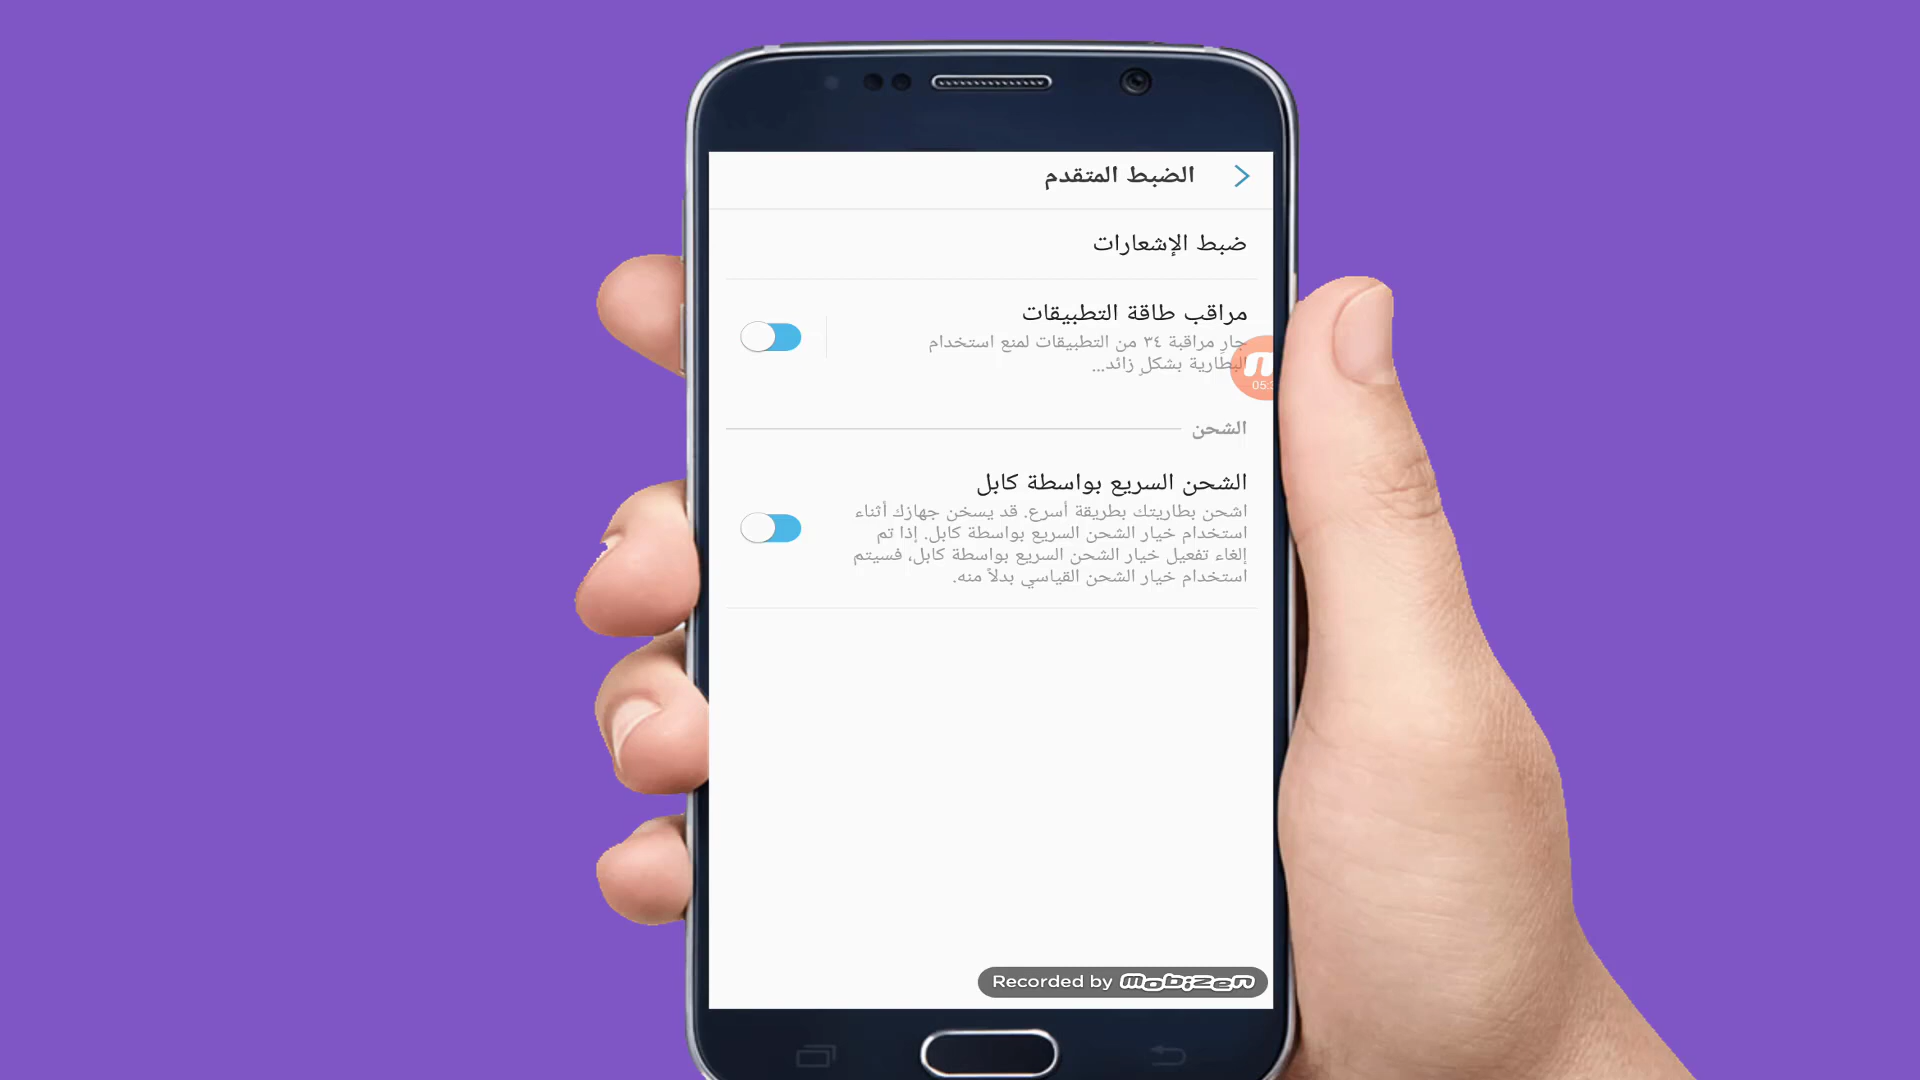 الضبط المتقدم
ضبط الإشعارات
مراقب طاقة التطبيقات
جارٍ مراقبة ٣٤ من التطبيقات لمنع استخدام
البطارية بشكلٍ زائد...
05:3
الشحن
الشحن السريع بواسطة كابل
اشحن بطاريتك بطريقة أسرع. قد يسخن جهازك أثناء
استخدام خيار الشحن السريع بواسطة كابل. إذا تم
إلغاء تفعيل خيار الشحن السريع بواسطة كابل، فسيتم
استخدام خيار الشحن القياسي بدلاً منه.
Recorded by mobizen